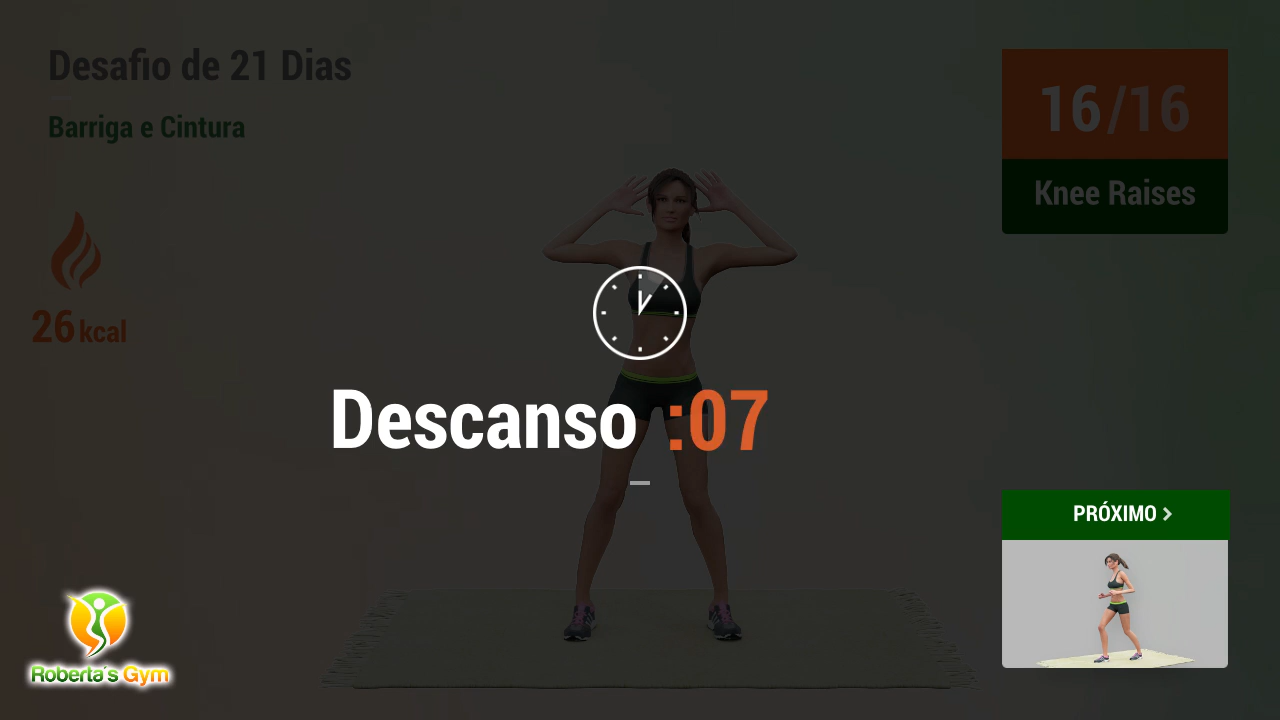 Desafio de 21 Dias
Barriga e Cintura
16/16
Knee Raises
26 kcal
Descanso :07
PRÓXIMO >
Roberta´s Gym